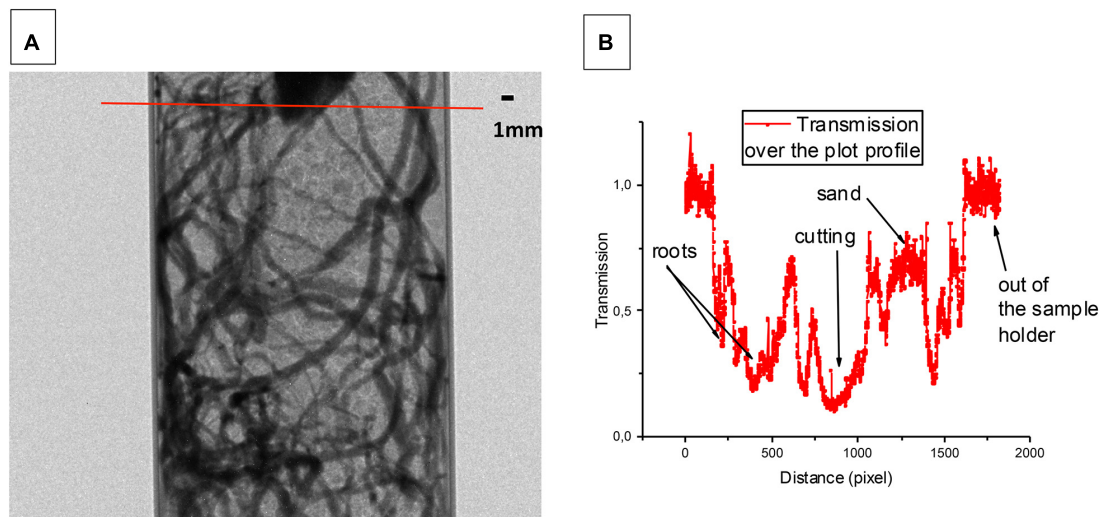 A
1mm
B
Transmission
over the plot profile
1,0
0,5
0,0
Transmission
sand
cutting
roots
out of
the sample
holder
0
500
1000
1500
2000
Distance (pixel)